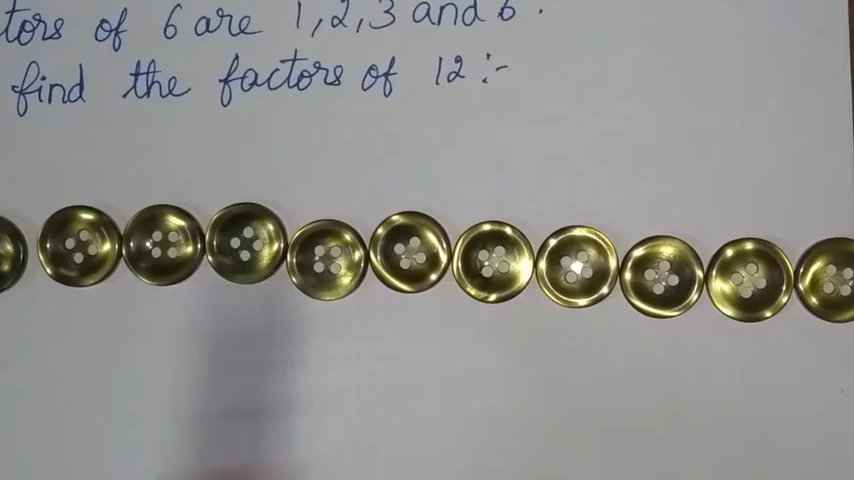 tors of 6 are 1, 2, 3 and 6.
find the factors of 12 :-